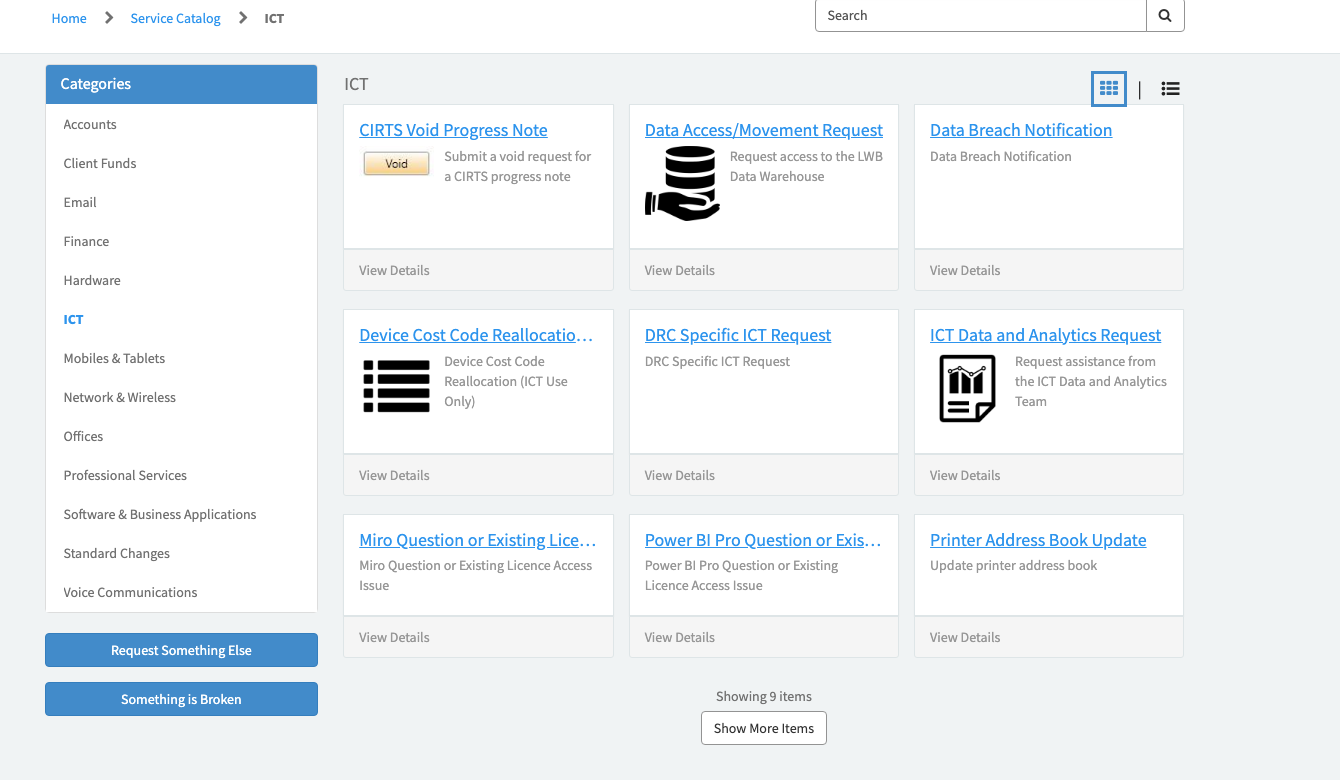 Home > Service Catalog > ICT
Search
Categories
Accounts
Client Funds
Email
Finance
Hardware
ICT
Mobiles & Tablets
Network & Wireless
Offices
Professional Services
Software & Business Applications
Standard Changes
Voice Communications
Request Something Else
Something is Broken
ICT
|
CIRTS Void Progress Note
Void
Submit a void request for
a CIRTS progress note
View Details
Data Access/Movement Request
Request access to the LWB
Data Warehouse
View Details
Data Breach Notification
Data Breach Notification
View Details
Device Cost Code Reallocatio…
Device Cost Code
Reallocation (ICT Use
Only)
View Details
DRC Specific ICT Request
DRC Specific ICT Request
View Details
ICT Data and Analytics Request
Request assistance from
the ICT Data and Analytics
Team
View Details
Miro Question or Existing Lice…
Miro Question or Existing Licence Access
Issue
View Details
Power BI Pro Question or Exis…
Power BI Pro Question or Existing
Licence Access Issue
View Details
Printer Address Book Update
Update printer address book
View Details
Showing 9 items
Show More Items